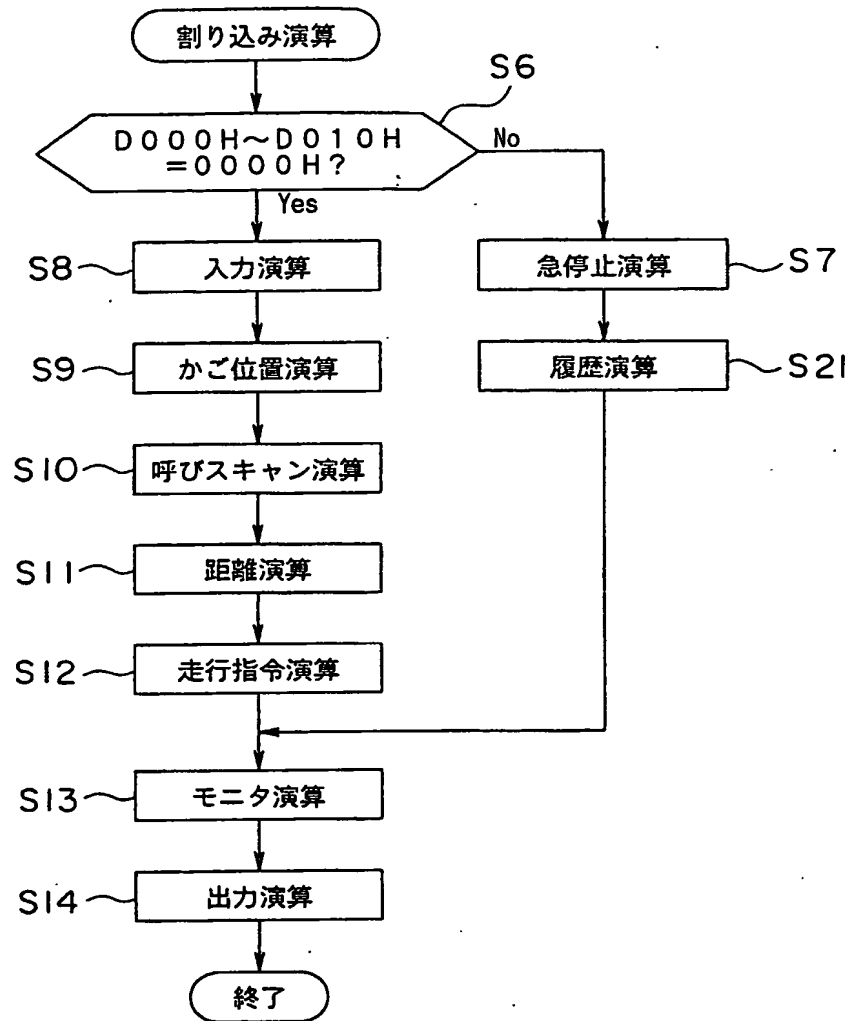 割り込み演算
S6
D000H～D010H
=0000H?
No
Yes
S8
入力演算
急停止演算
S7
S9
かご位置演算
履歴演算
S21
S10
呼びスキャン演算
S11
距離演算
S12
走行指令演算
S13
モニタ演算
S14
出力演算
終了